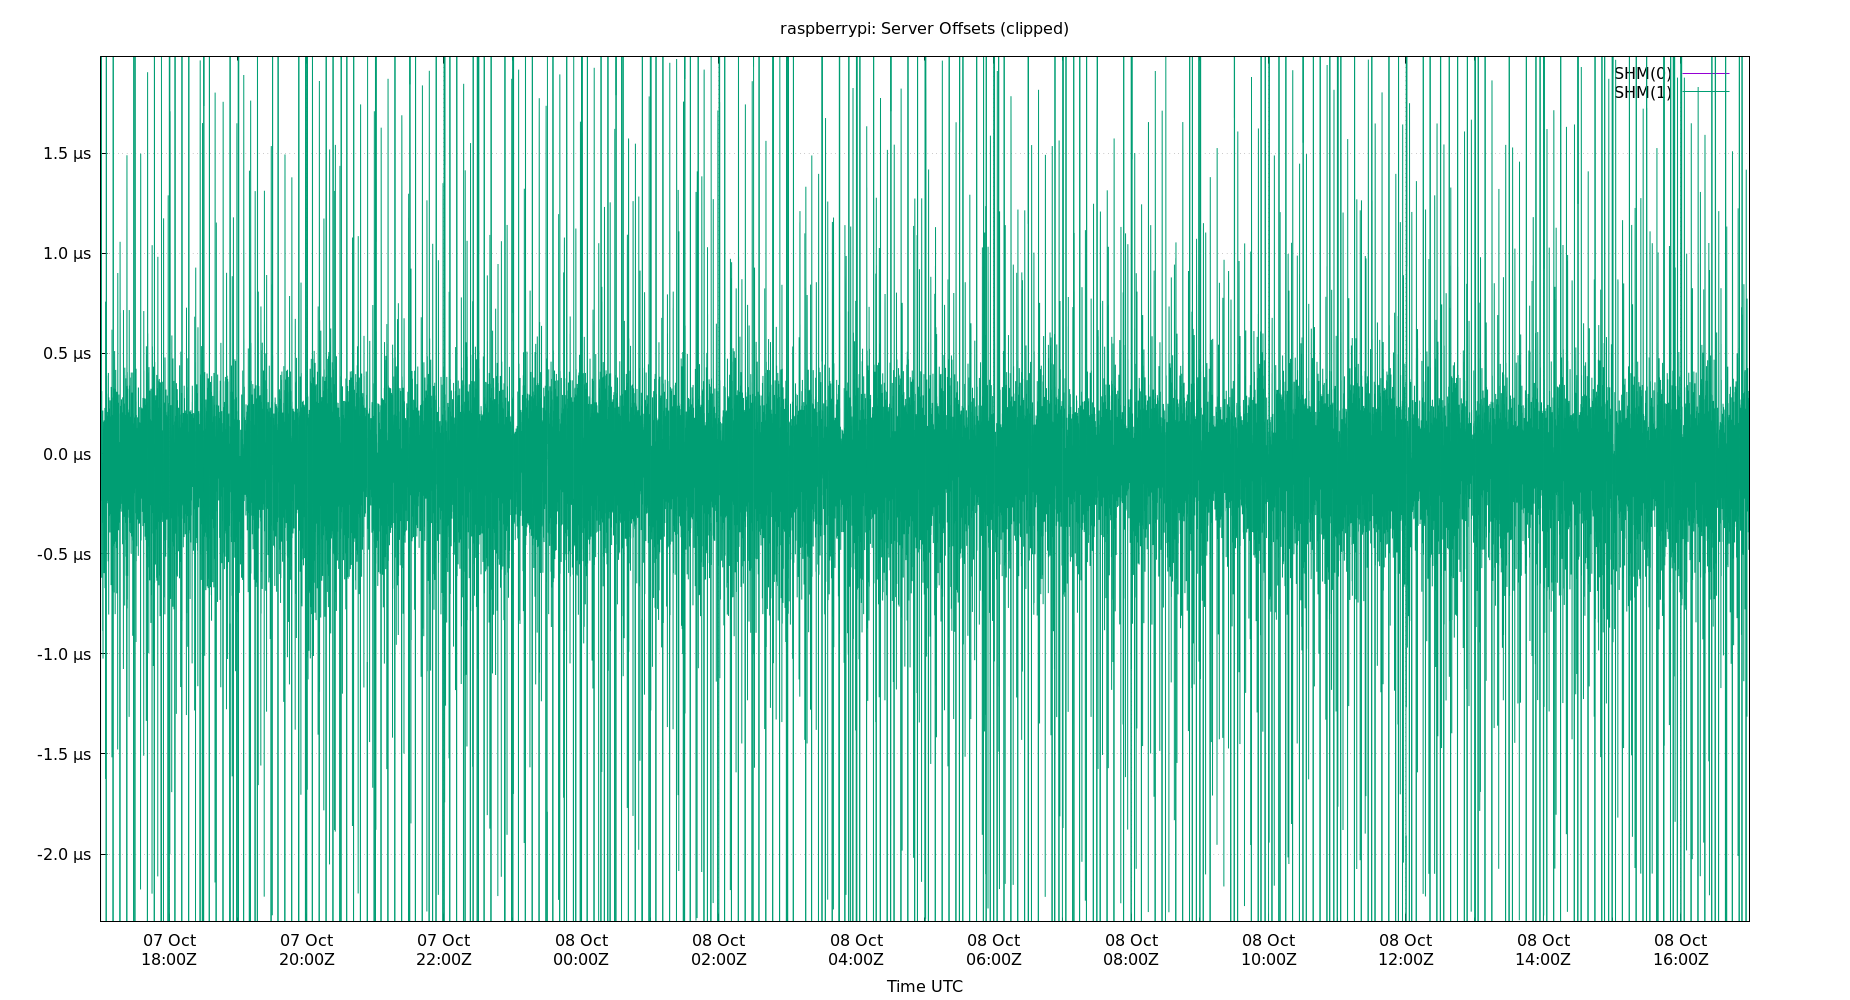 raspberrypi: Server Offsets (clipped)
SHM(0)
SHM(1)
1.5 µs
1.0 µs
0.5 µs
0.0 µs
-0.5 µs
-1.0 µs
-1.5 µs
-2.0 µs
07 Oct 07 Oct 07 Oct 08 Oct 08 Oct 08 Oct 08 Oct 08 Oct 08 Oct 08 Oct 08 Oct 08 Oct
18:00Z 20:00Z 22:00Z 00:00Z 02:00Z 04:00Z 06:00Z 08:00Z 10:00Z 12:00Z 14:00Z 16:00Z
Time UTC